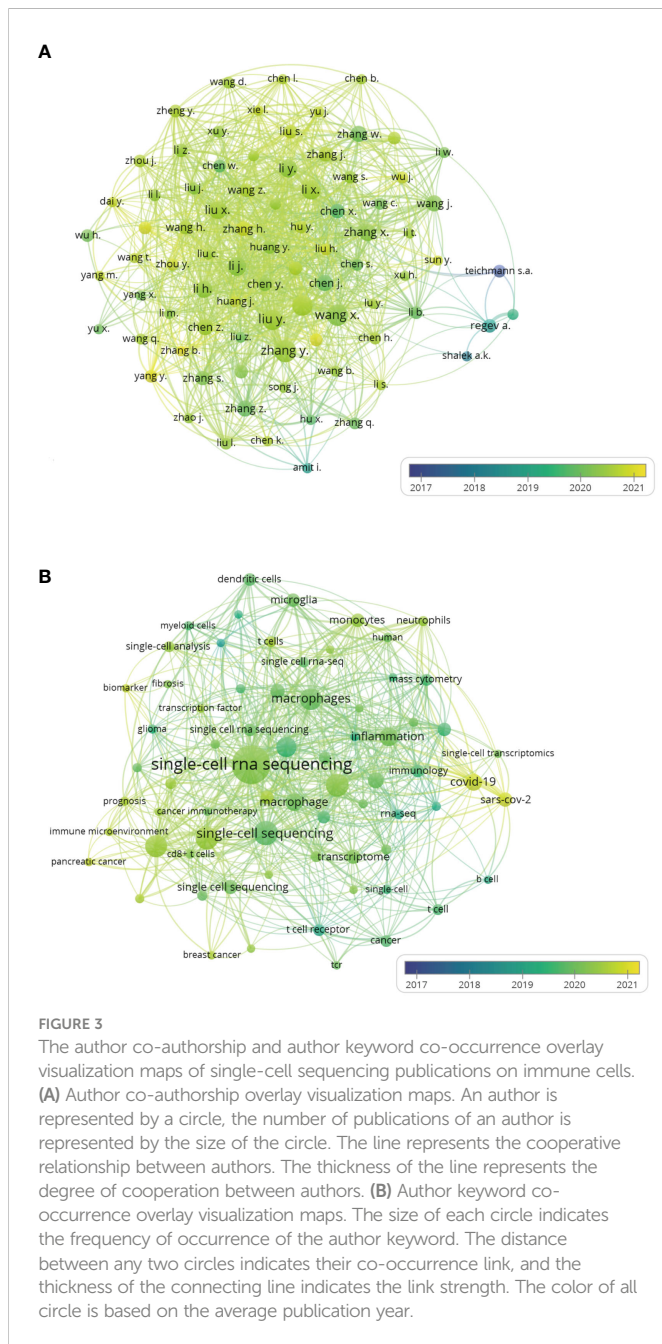 A
wang d.
chen l.
chen b.
zheng y.
xie l.
yu j.
xu y.
liu s.
zhang w.
li z.
chen w.
li y.
zhang j.
li w.
zhou j.
wang s.
wu j.
li l.
liu j.
wang z.
li x.
dai y.
liu x.
chen x.
wang c.
wang j.
wu h.
wang h.
zhang h.
hu y.
zhang x.
li t.
wang t.
liu c.
huang y.
liu h.
sun y.
yang m.
zhou y.
li j.
chen s.
xu h.
teichmann s.a.
yang x.
li h.
chen y.
chen j.
yu x.
li m.
huang j.
liu y.
li b.
regev a.
chen z.
liu y.
wang x.
wang q.
liu z.
chen h.
zhang b.
zhang y.
shalek a.k.
yang y.
zhang s.
wang b.
song j.
li s.
zhao j.
zhang z.
hu x.
zhang q.
liu l.
chen k.
amit i.
2017 2018 2019 2020 2021
B
dendritic cells
microglia
myeloid cells
monocytes
neutrophils
single-cell analysis
t cells
human
single cell rna-seq
biomarker
fibrosis
macrophages
mass cytometry
transcription factor
glioma
single cell rna sequencing
inflammation
single-cell transcriptomics
single-cell rna sequencing
immunology
covid-19
prognosis
macrophage
sars-cov-2
cancer immunotherapy
rna-seq
immune microenvironment
single-cell sequencing
pancreatic cancer
cd8+ t cells
transcriptome
single cell sequencing
single-cell
b cell
t cell
t cell receptor
cancer
breast cancer
tcr
2017 2018 2019 2020 2021
FIGURE 3
The author co-authorship and author keyword co-occurrence overlay
visualization maps of single-cell sequencing publications on immune cells.
(A) Author co-authorship overlay visualization maps. An author is
represented by a circle, the number of publications of an author is
represented by the size of the circle. The line represents the cooperative
relationship between authors. The thickness of the line represents the
degree of cooperation between authors. (B) Author keyword co-
occurrence overlay visualization maps. The size of each circle indicates
the frequency of occurrence of the author keyword. The distance
between any two circles indicates their co-occurrence link, and the
thickness of the connecting line indicates the link strength. The color of all
circle is based on the average publication year.